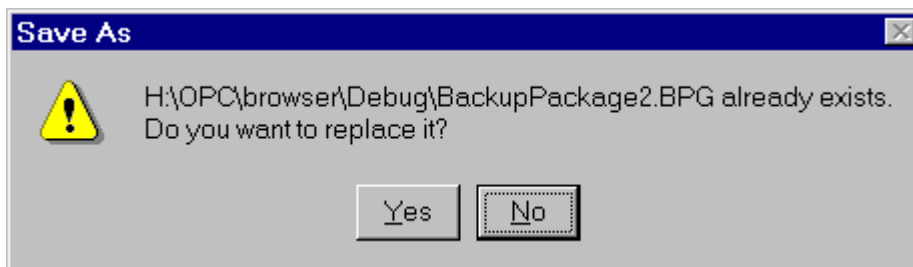 Save As
H:\OPC\browser\Debug\BackupPackage2.BPG already exists.
Do you want to replace it?
Yes
No